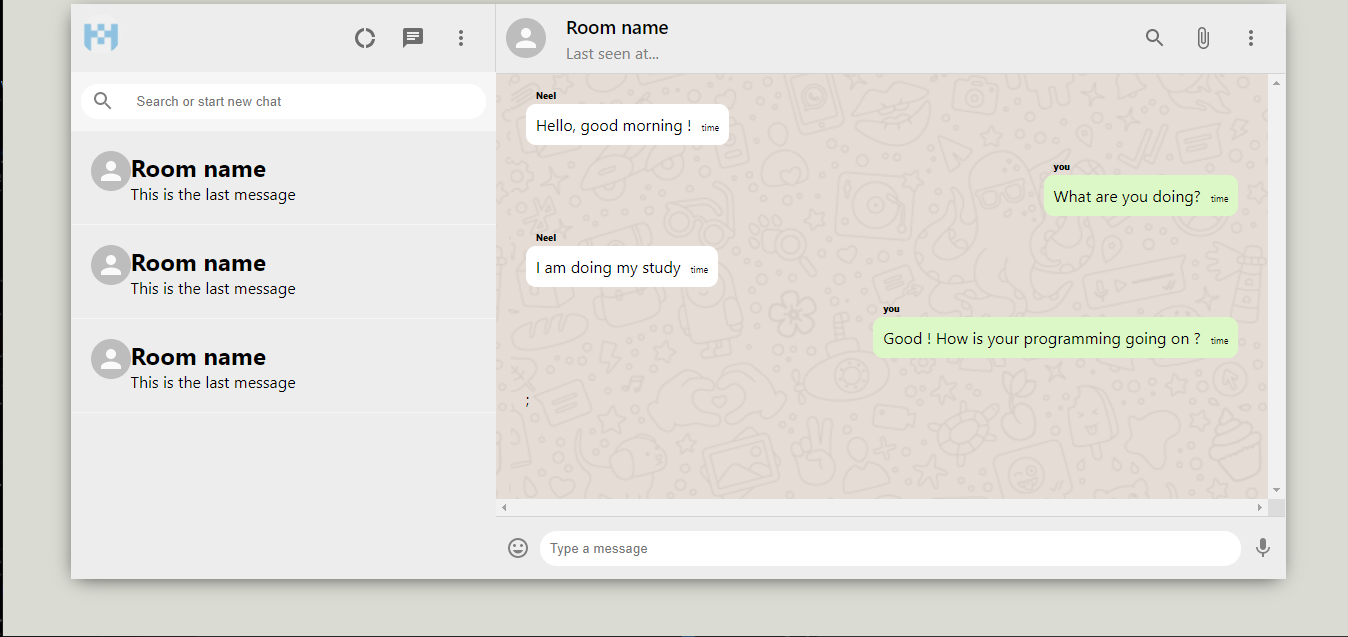 Room name
Last seen at...
Search or start new chat
Room name
This is the last message
Room name
This is the last message
Room name
This is the last message
Neel
Hello, good morning ! time
you
What are you doing? time
Neel
I am doing my study time
you
Good ! How is your programming going on ? time
;
Type a message